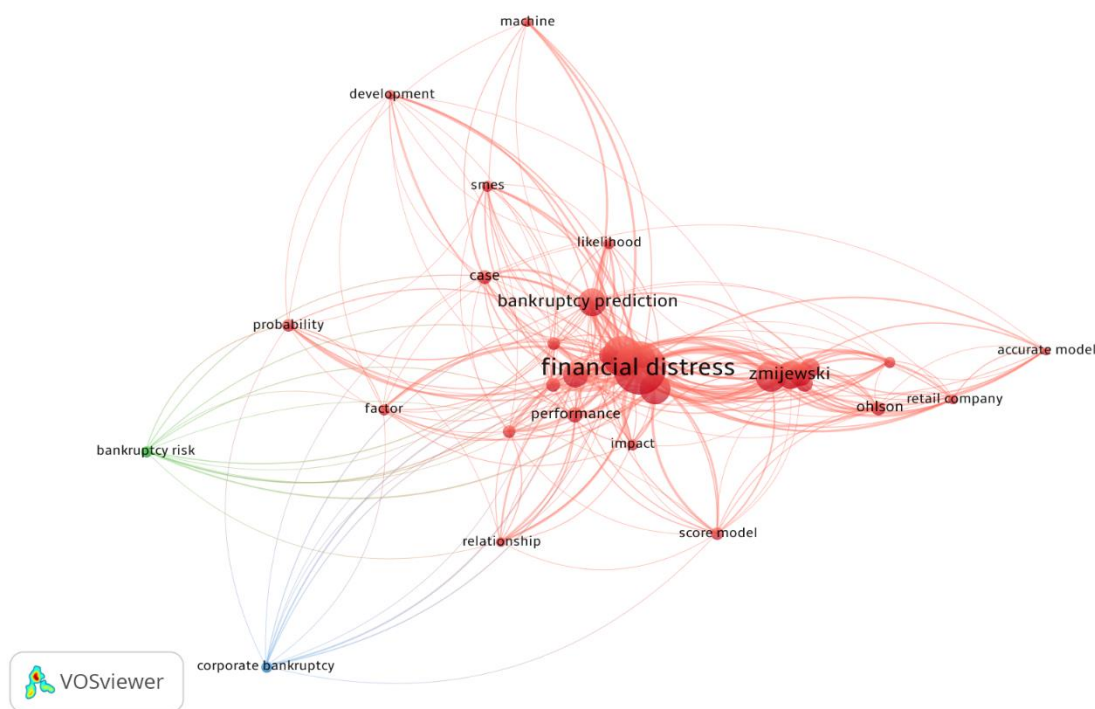 machine
development
smes
likelihood
case
bankruptcy prediction
probability
accurate model
financial distress
zmijewski
retail company
factor
ohlson
performance
impact
bankruptcy risk
score model
relationship
corporate bankruptcy
VOSviewer